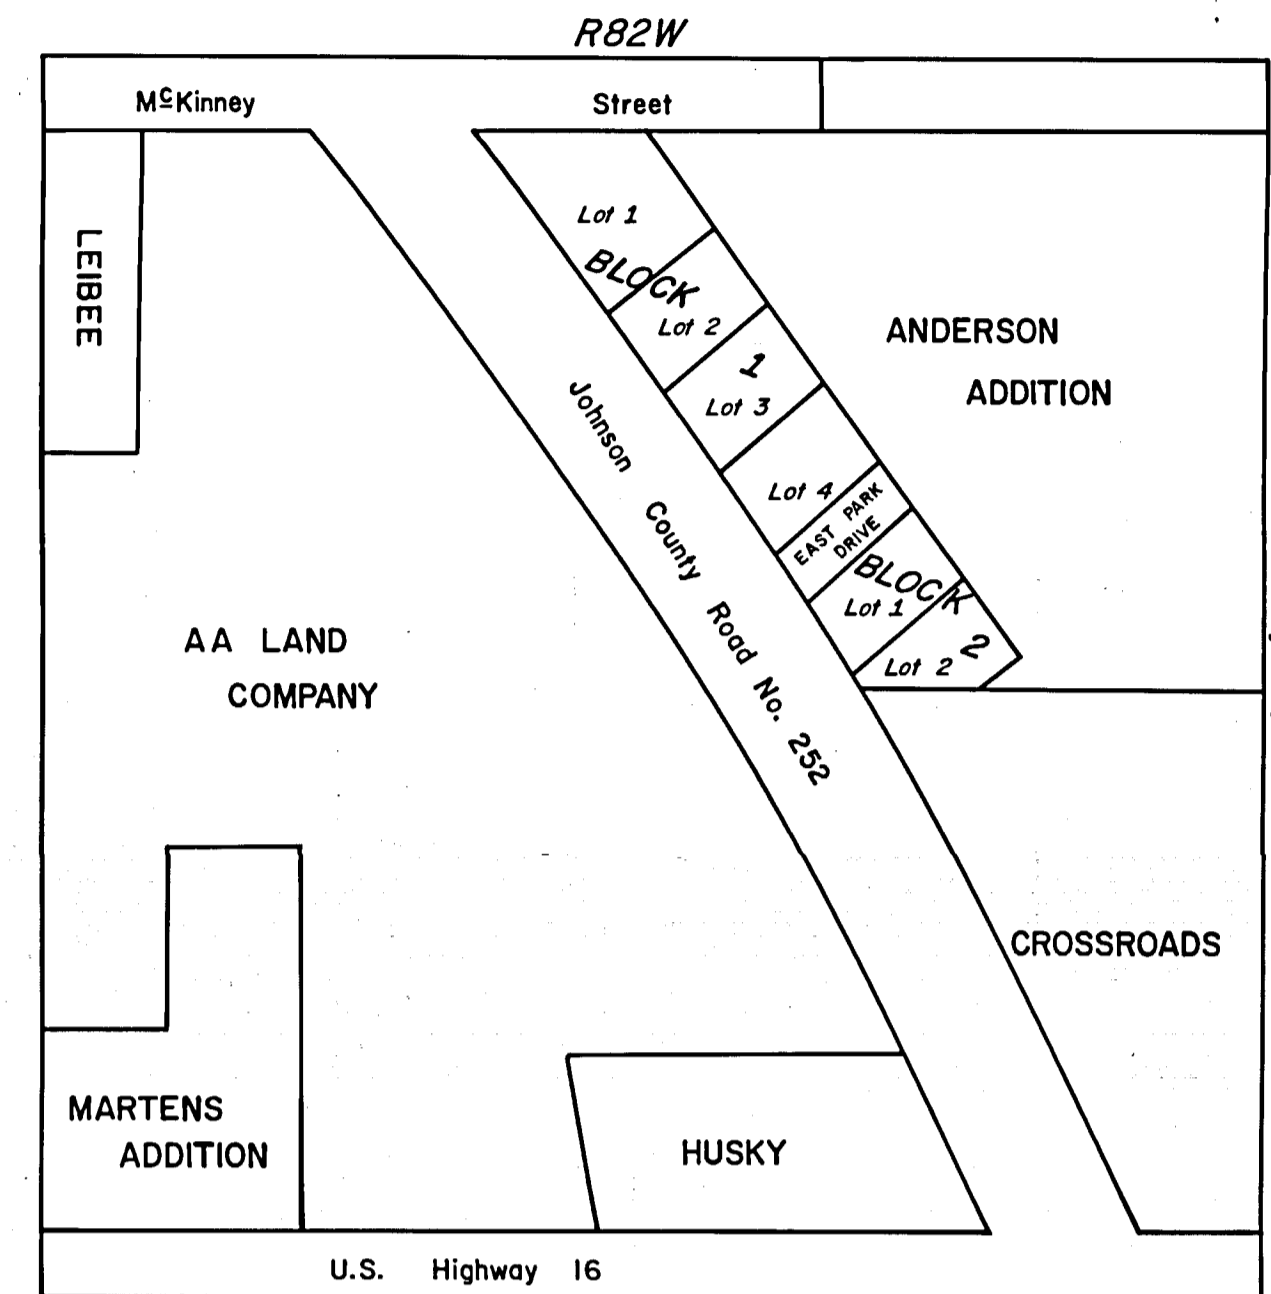 R82W
McKinney Street
LEIBEE
Lot 1
BLOCK 1
Lot 2
Lot 3
Lot 4
EAST PARK
DRIVE
BLOCK 2
Lot 1
Lot 2
ANDERSON
ADDITION
Johnson County Road No. 252
AA LAND
COMPANY
CROSSROADS
MARTENS
ADDITION
HUSKY
U.S. Highway 16